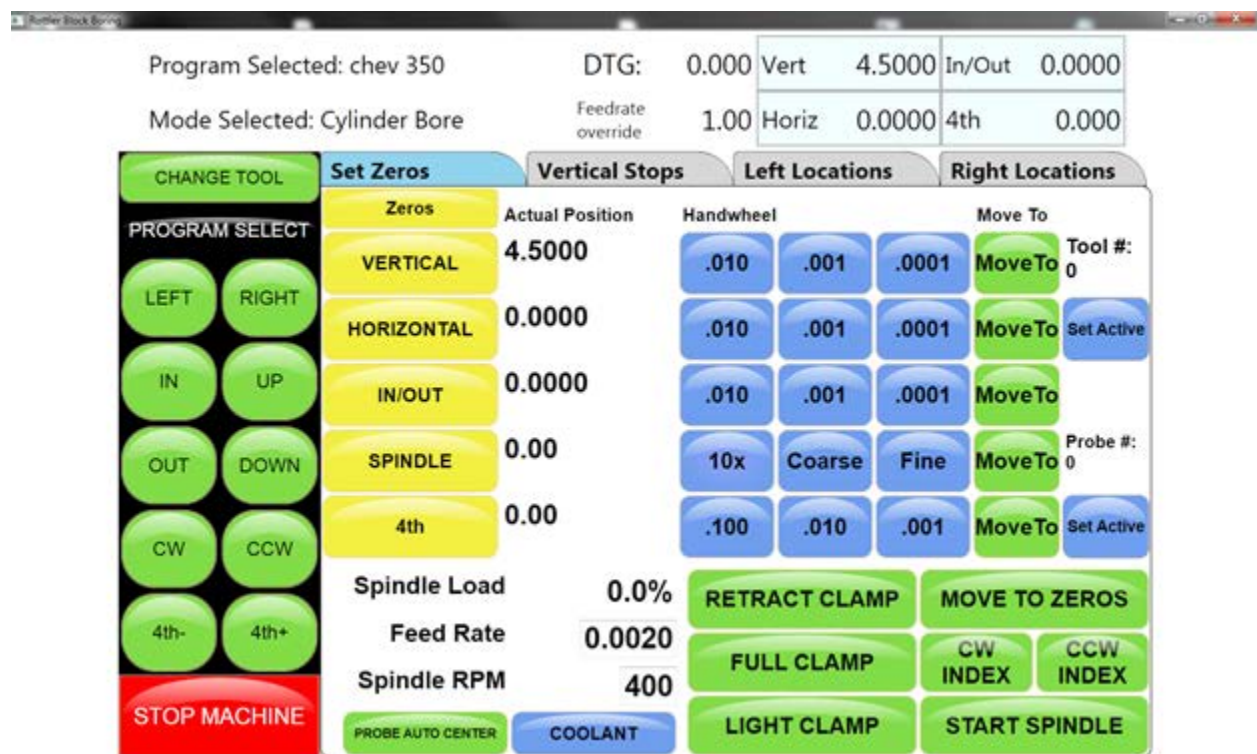 Rottler Block Boring
Program Selected: chev 350
DTG: 0.000
Vert 4.5000
In/Out 0.0000
Mode Selected: Cylinder Bore
Feedrate
override
1.00
Horiz 0.0000
4th 0.000
CHANGE TOOL
PROGRAM SELECT
LEFT RIGHT
IN UP
OUT DOWN
CW CCW
4th- 4th+
STOP MACHINE
Set Zeros Vertical Stops Left Locations Right Locations
Zeros Actual Position Handwheel Move To
VERTICAL 4.5000 .010 .001 .0001 MoveTo
Tool #:
0
HORIZONTAL 0.0000 .010 .001 .0001 MoveTo Set Active
IN/OUT 0.0000 .010 .001 .0001 MoveTo
SPINDLE 0.00 10x Coarse Fine MoveTo
Probe #:
0
4th 0.00 .100 .010 .001 MoveTo Set Active
Spindle Load 0.0%
Feed Rate 0.0020
Spindle RPM 400
PROBE AUTO CENTER COOLANT
RETRACT CLAMP MOVE TO ZEROS
FULL CLAMP
CW
INDEX
CCW
INDEX
LIGHT CLAMP START SPINDLE